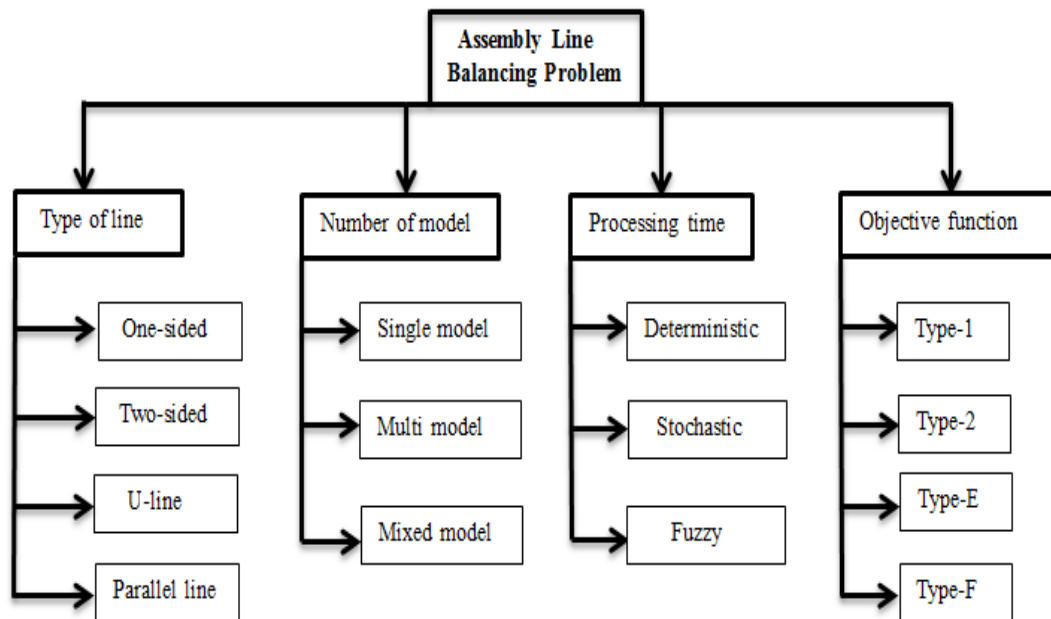 Assembly Line
Balancing Problem
Type of line
Number of model
Processing time
Objective function
One-sided
Two-sided
U-line
Parallel line
Single model
Multi model
Mixed model
Deterministic
Stochastic
Fuzzy
Type-1
Type-2
Type-E
Type-F